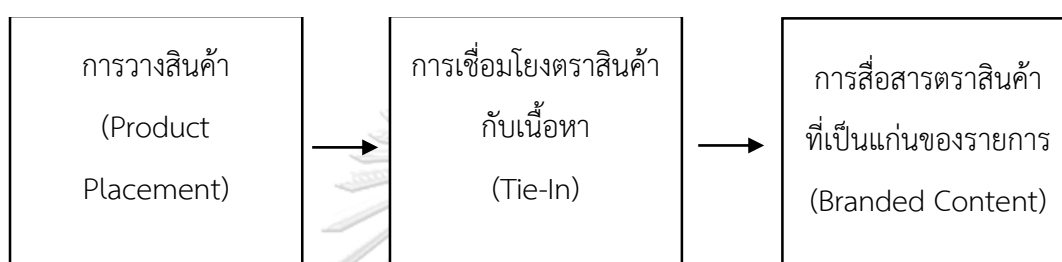 การวางสินค้า
(Product
Placement)
การเชื่อมโยงตราสินค้า
กับเนื้อหา
(Tie-In)
การสื่อสารตราสินค้า
ที่เป็นแก่นของรายการ
(Branded Content)